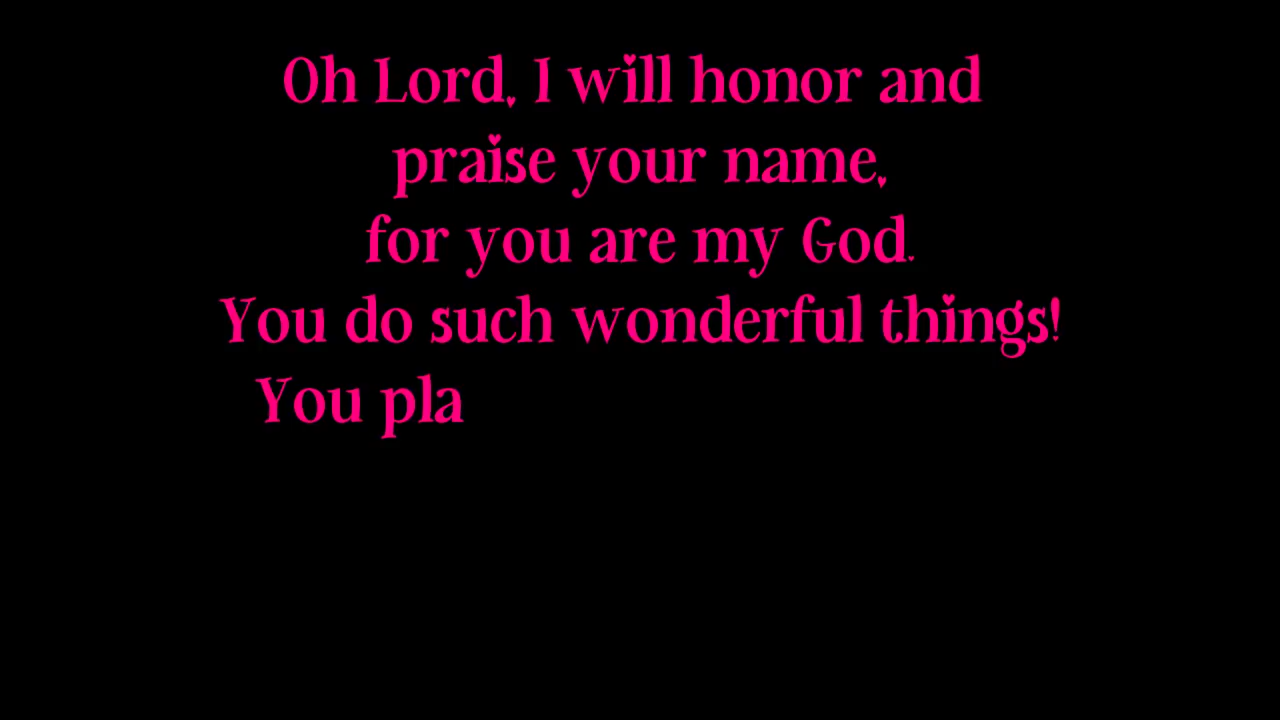 Oh Lord, I will honor and
praise your name,
for you are my God.
You do such wonderful things!
You pla